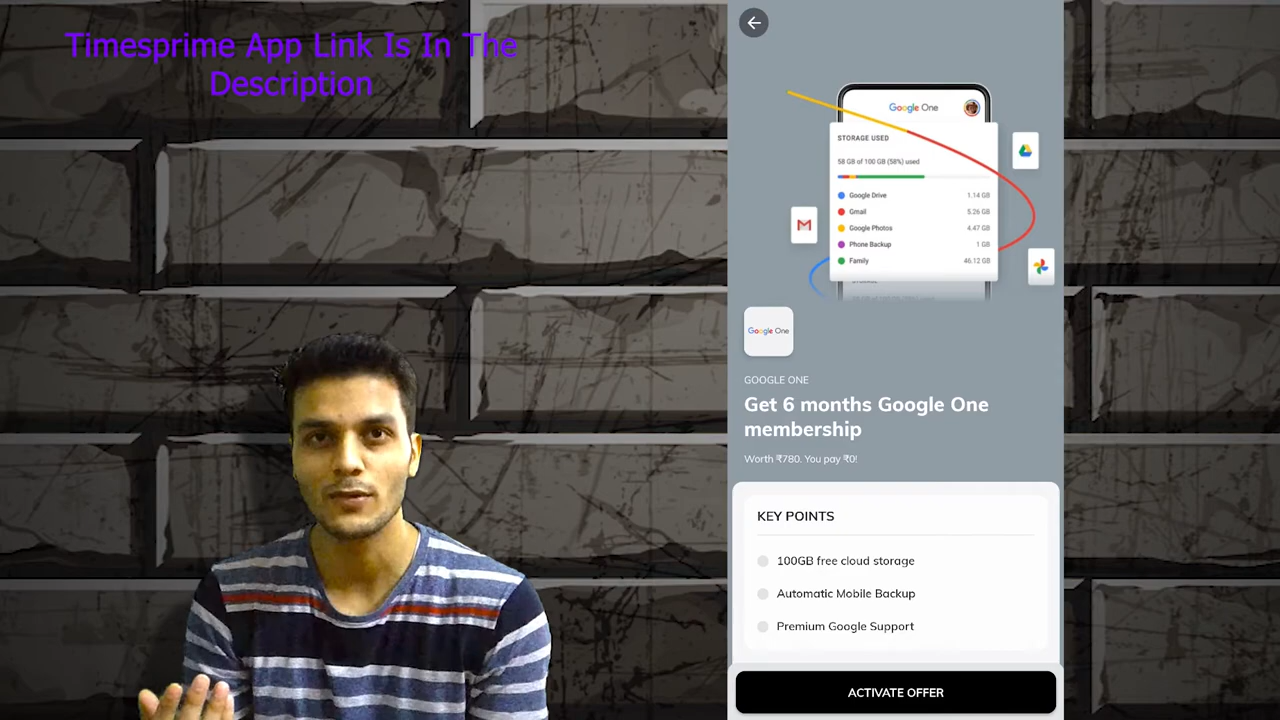 Timesprime App Link Is In The
Description
Google One
STORAGE USED
58 GB of 100 GB (58%) used
Google Drive 1.14 GB
Gmail 5.26 GB
Google Photos 4.47 GB
Phone Backup 1 GB
Family 46.12 GB
Google One
GOOGLE ONE
Get 6 months Google One
membership
Worth ₹780. You pay ₹0!
KEY POINTS
100GB free cloud storage
Automatic Mobile Backup
Premium Google Support
ACTIVATE OFFER